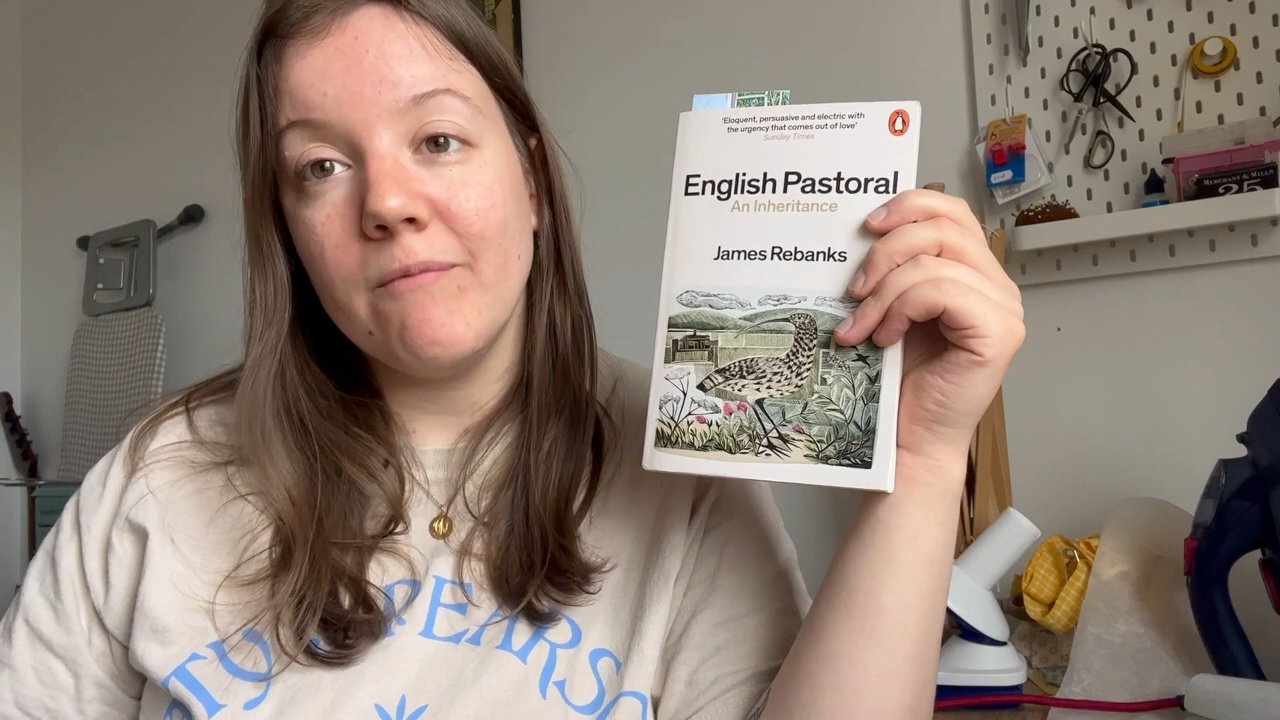 'Eloquent, persuasive and electric with
the urgency that comes out of love'
Sunday Times
English Pastoral
An Inheritance
James Rebanks
MERCHANT & MILLS
25